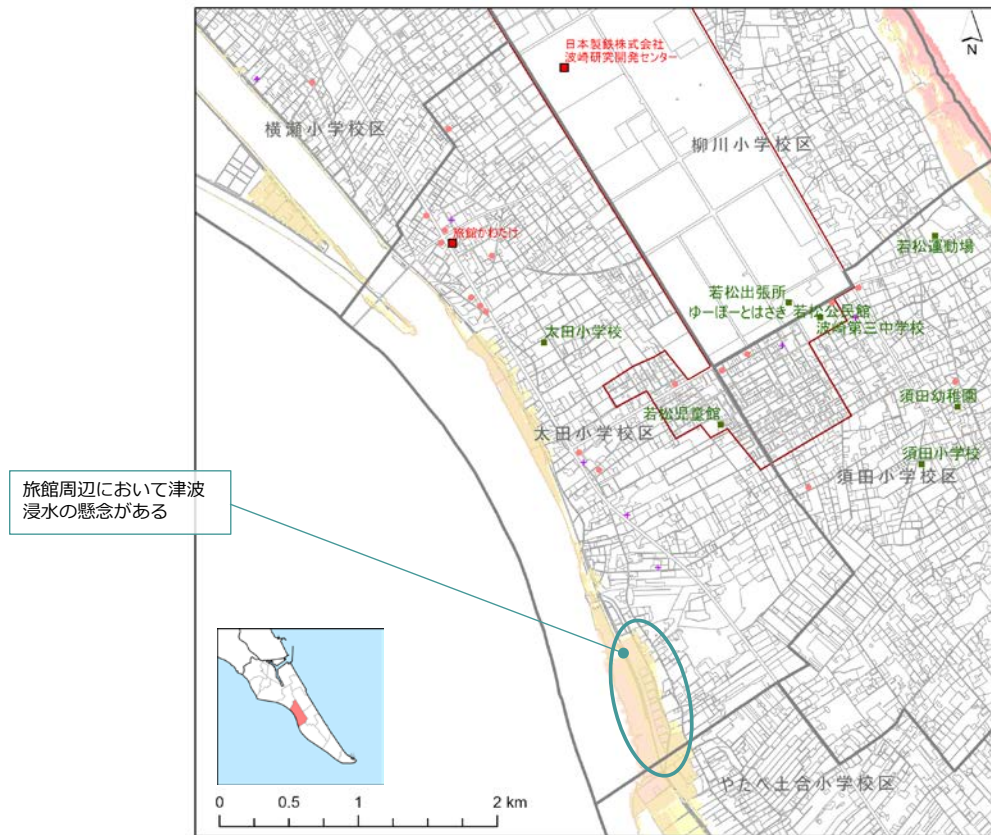 日本製鉄株式会社
波崎研究開発センター
N
横瀬小学校区
柳川小学校区
旅館かわたけ
若松運動場
若松出張所
ゆーぽーとはさき
若松公民館
波崎第三中学校
太田小学校
須田幼稚園
若松児童館
太田小学校区
須田小学校
須田小学校区
旅館周辺において津波
浸水の懸念がある
やたべ土合小学校区
0 0.5 1 2 km